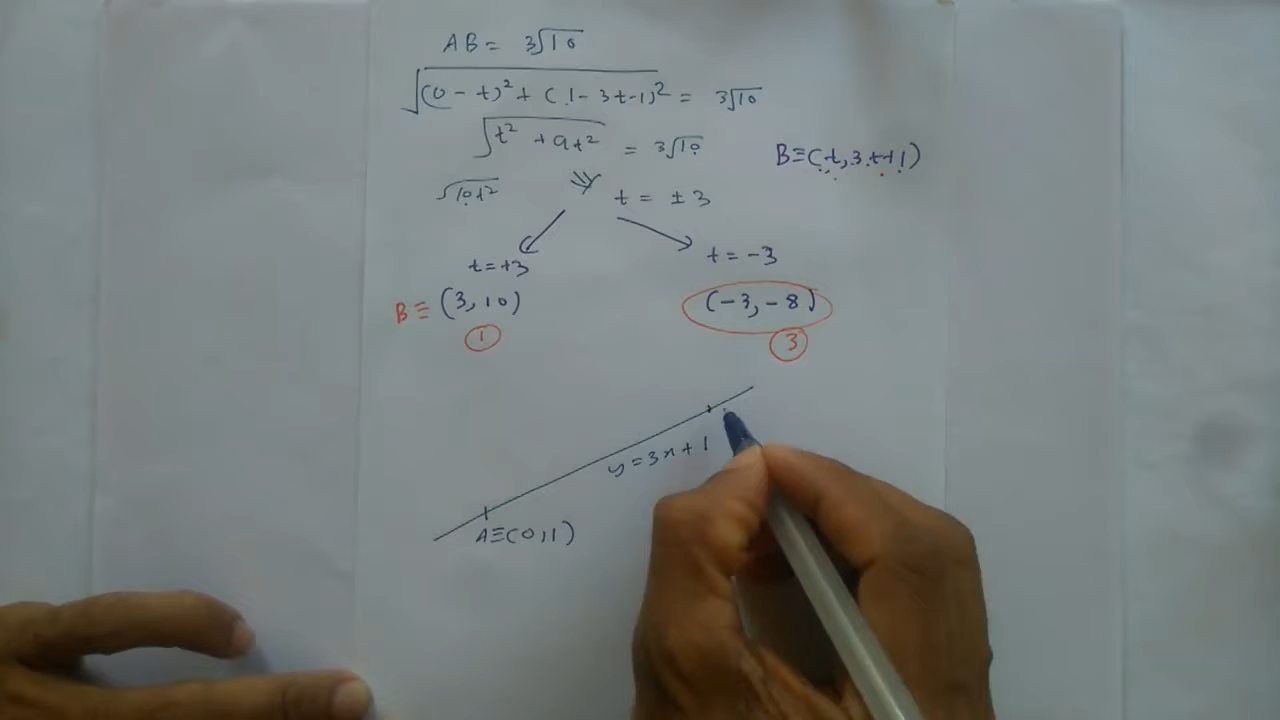 AB = 3√10
√(0 - t)² + (1 - 3t - 1)² = 3√10
√t² + 9t² = 3√10
B≡(t, 3t+1)
√10t²
t = ± 3
t = +3
t = -3
B ≡ (3, 10)
(-3, -8)
1
3
y = 3x + 1
A≡(0,1)